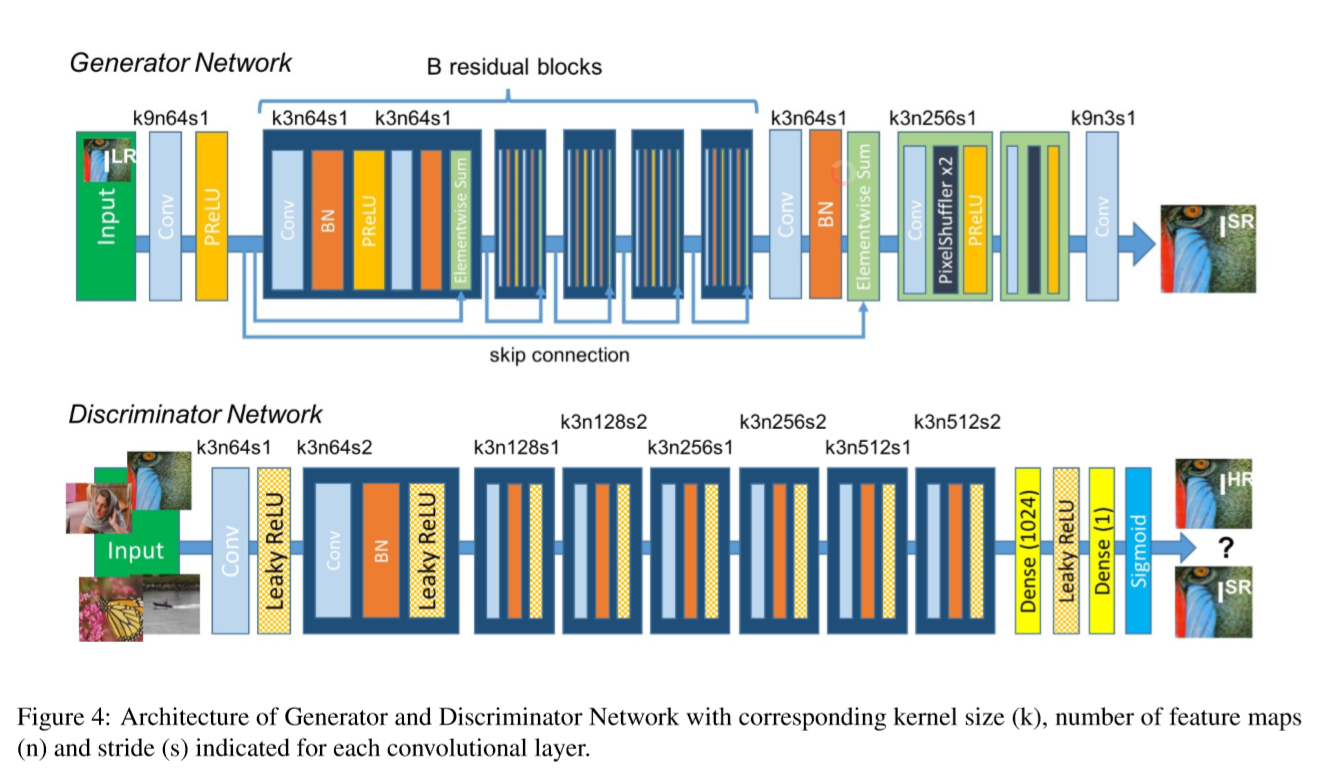 Generator Network
B residual blocks
k9n64s1
k3n64s1
k3n64s1
k3n64s1
k3n256s1
k9n3s1
Input
ILR
Conv
PReLU
Conv
BN
PReLU
Elementwise Sum
Conv
BN
Elementwise Sum
Conv
PixelShuffler x2
PReLU
Conv
ISR
skip connection
Discriminator Network
k3n64s1
k3n64s2
k3n128s1
k3n128s2
k3n256s1
k3n256s2
k3n512s1
k3n512s2
Input
Conv
Leaky ReLU
Conv
BN
Leaky ReLU
Dense (1024)
Leaky ReLU
Dense (1)
Sigmoid
IHR
?
ISR
Figure 4: Architecture of Generator and Discriminator Network with corresponding kernel size (k), number of feature maps
(n) and stride (s) indicated for each convolutional layer.